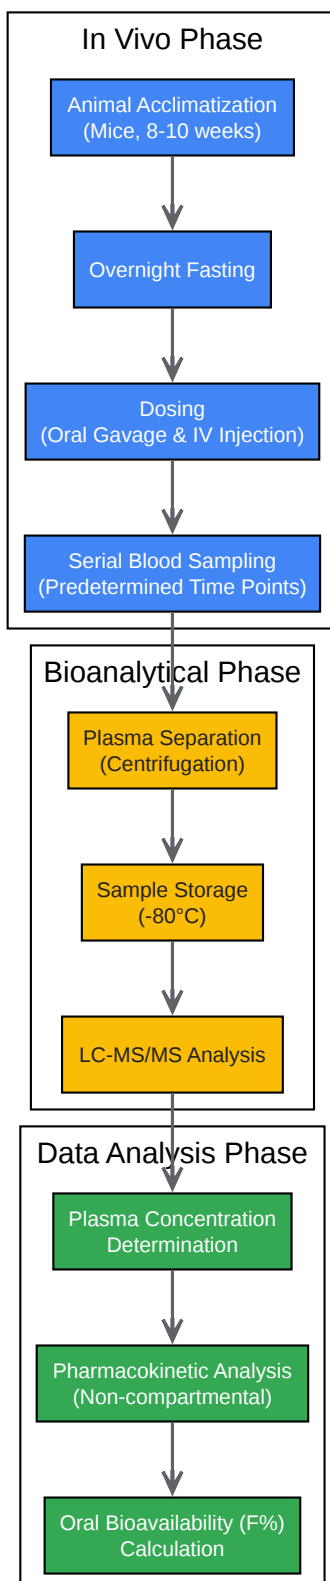 In Vivo Phase
Animal Acclimatization
(Mice, 8-10 weeks)
Overnight Fasting
Dosing
(Oral Gavage & IV Injection)
Serial Blood Sampling
(Predetermined Time Points)
Bioanalytical Phase
Plasma Separation
(Centrifugation)
Sample Storage
(-80°C)
LC-MS/MS Analysis
Data Analysis Phase
Plasma Concentration
Determination
Pharmacokinetic Analysis
(Non-compartmental)
Oral Bioavailability (F%)
Calculation